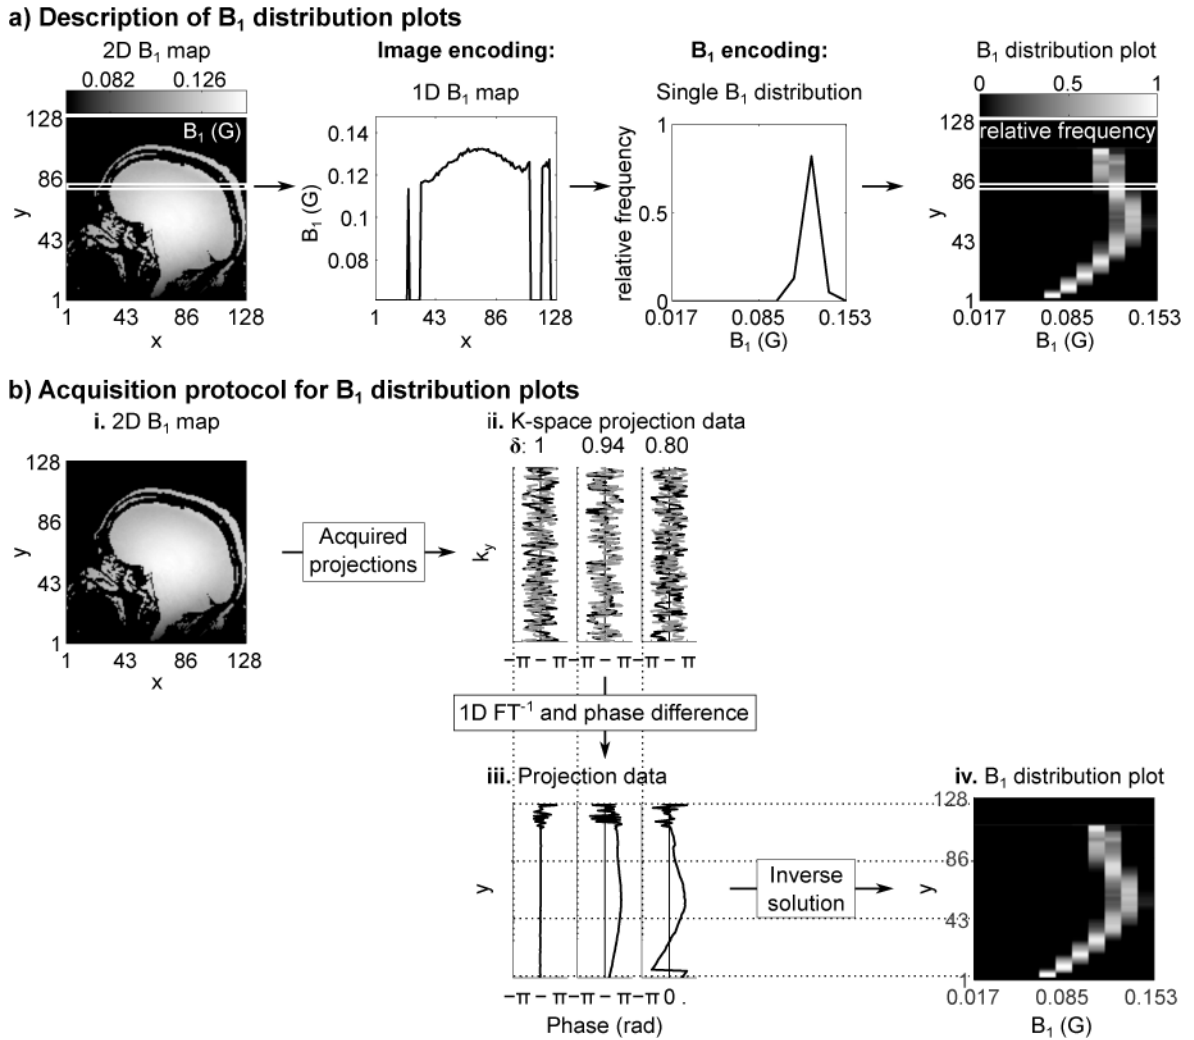 a) Description of B1 distribution plots
2D B1 map
0.082 0.126
B1 (G)
128
86
43
1
y
1 43 86 128
x
Image encoding:
1D B1 map
0.14
0.12
0.1
0.08
B1 (G)
1 43 86 128
x
B1 encoding:
Single B1 distribution
1
0.5
0
relative frequency
0.017 0.085 0.153
B1 (G)
B1 distribution plot
0 0.5 1
relative frequency
128
86
43
1
y
0.017 0.085 0.153
B1 (G)
b) Acquisition protocol for B1 distribution plots
i. 2D B1 map
128
86
43
1
y
1 43 86 128
x
Acquired
projections
ii. K-space projection data
δ: 1 0.94 0.80
ky
−π − π−π − π−π − π
1D FT-1 and phase difference
iii. Projection data
y
−π − π−π − π−π 0 .
Phase (rad)
Inverse
solution
iv. B1 distribution plot
128
86
43
1
y
0.017 0.085 0.153
B1 (G)